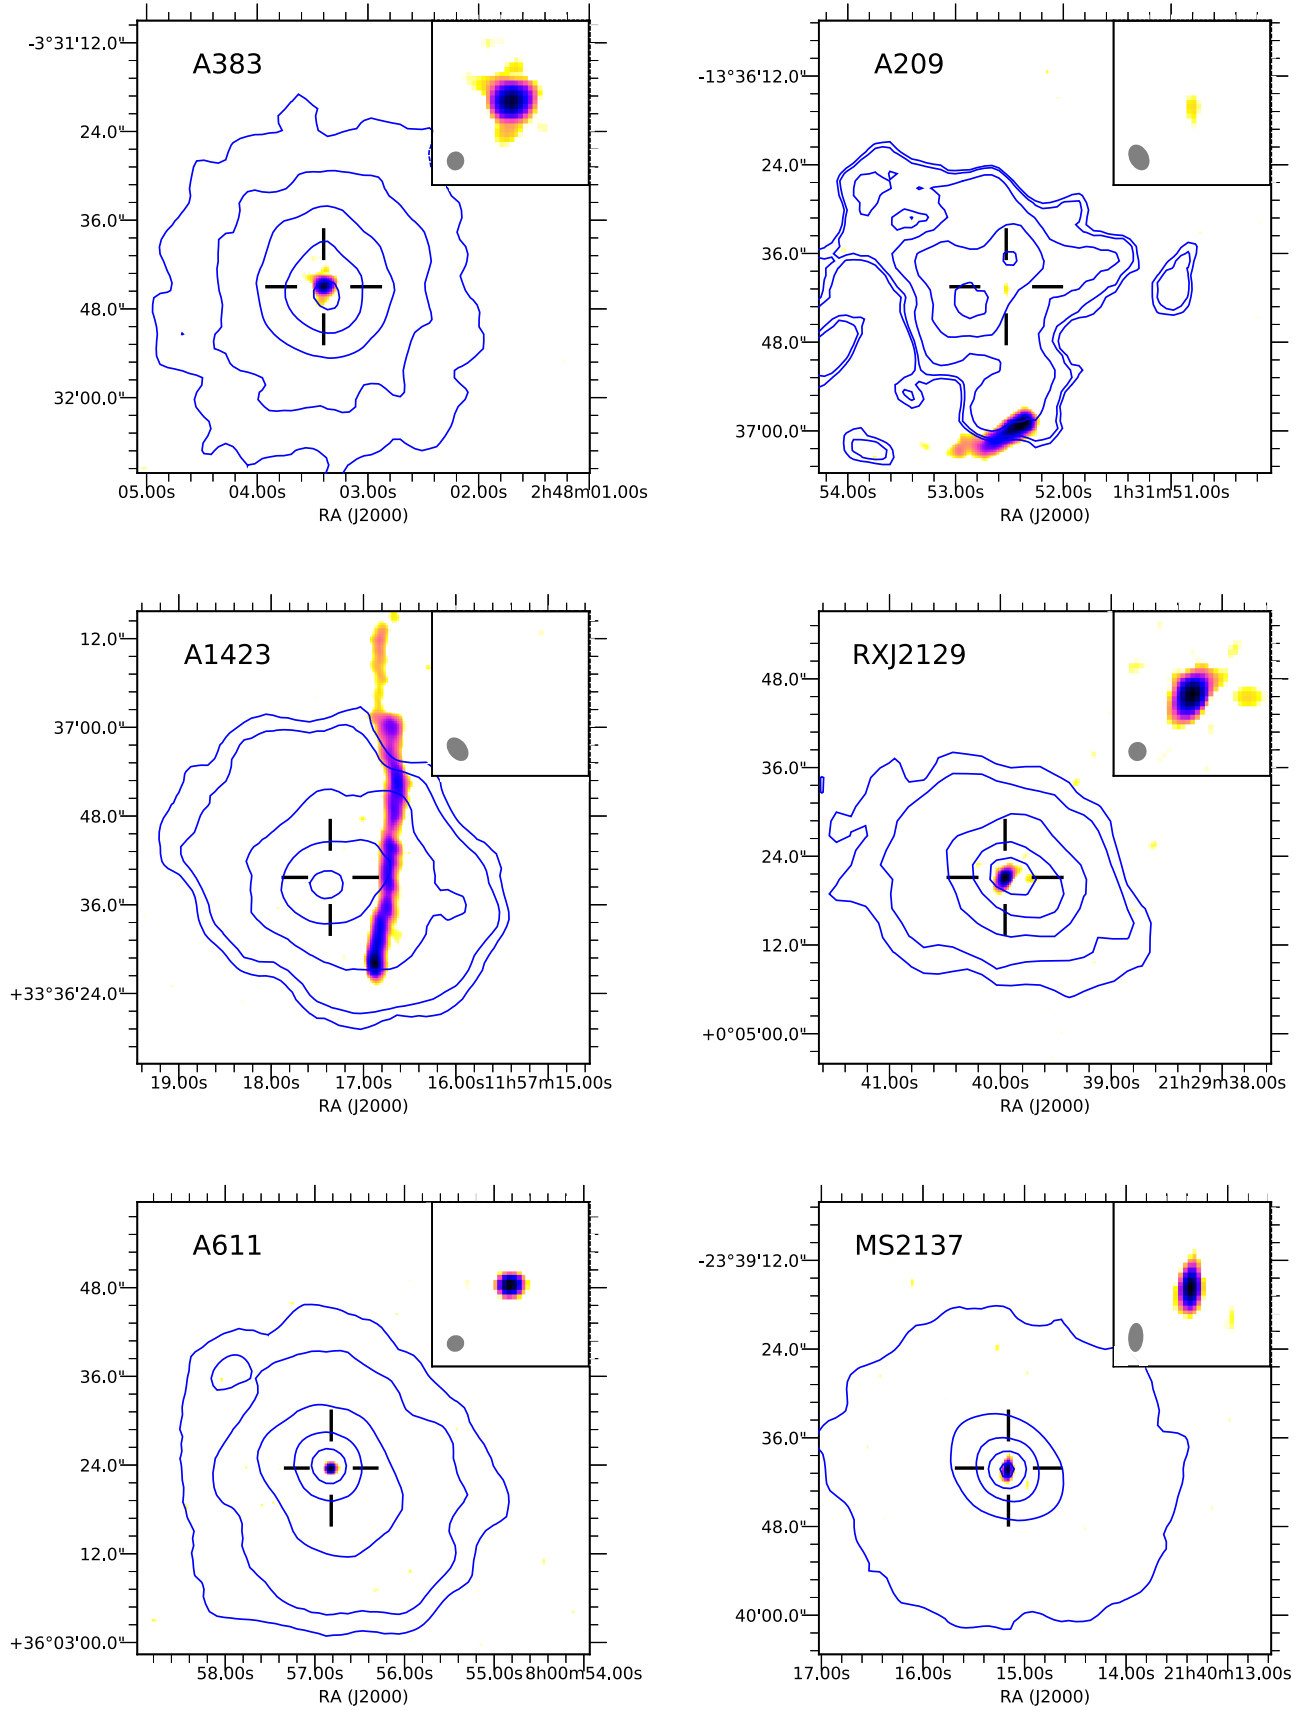 A383
-3°31'12.0"
24.0"
36.0"
48.0"
32'00.0"
05.00s 04.00s 03.00s 02.00s 2h48m01.00s
RA (J2000)
A209
-13°36'12.0"
24.0"
36.0"
48.0"
37'00.0"
54.00s 53.00s 52.00s 1h31m51.00s
RA (J2000)
A1423
12.0"
37'00.0"
48.0"
36.0"
+33°36'24.0"
19.00s 18.00s 17.00s 16.00s 11h57m15.00s
RA (J2000)
RXJ2129
48.0"
36.0"
24.0"
12.0"
+0°05'00.0"
41.00s 40.00s 39.00s 21h29m38.00s
RA (J2000)
A611
48.0"
36.0"
24.0"
12.0"
+36°03'00.0"
58.00s 57.00s 56.00s 55.00s 8h00m54.00s
RA (J2000)
MS2137
-23°39'12.0"
24.0"
36.0"
48.0"
40'00.0"
17.00s 16.00s 15.00s 14.00s 21h40m13.00s
RA (J2000)